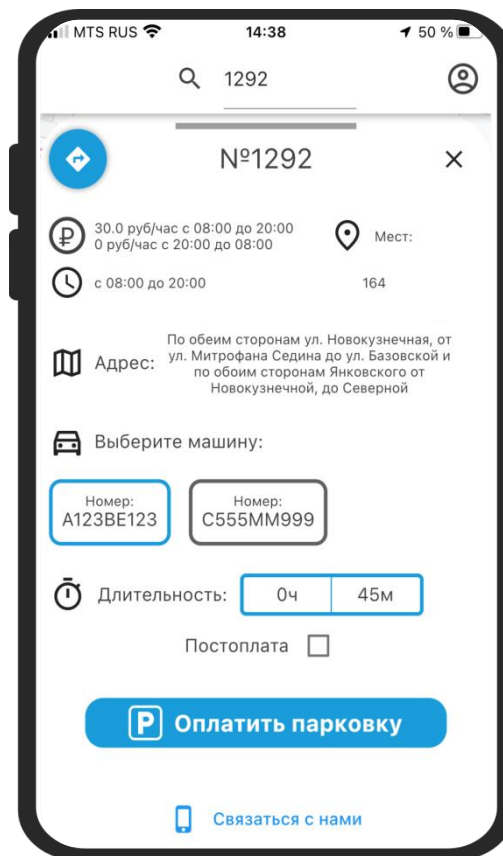 MTS RUS
14:38
50 %
1292
№1292
30.0 руб/час с 08:00 до 20:00
0 руб/час с 20:00 до 08:00
Мест:
с 08:00 до 20:00
164
Адрес:
По обеим сторонам ул. Новокузнечная, от
ул. Митрофана Седина до ул. Базовской и
по обоим сторонам Янковского от
Новокузнечной, до Северной
Выберите машину:
Номер:
А123ВЕ123
Номер:
С555ММ999
Длительность:
0ч
45м
Постоплата
P Оплатить парковку
Связаться с нами